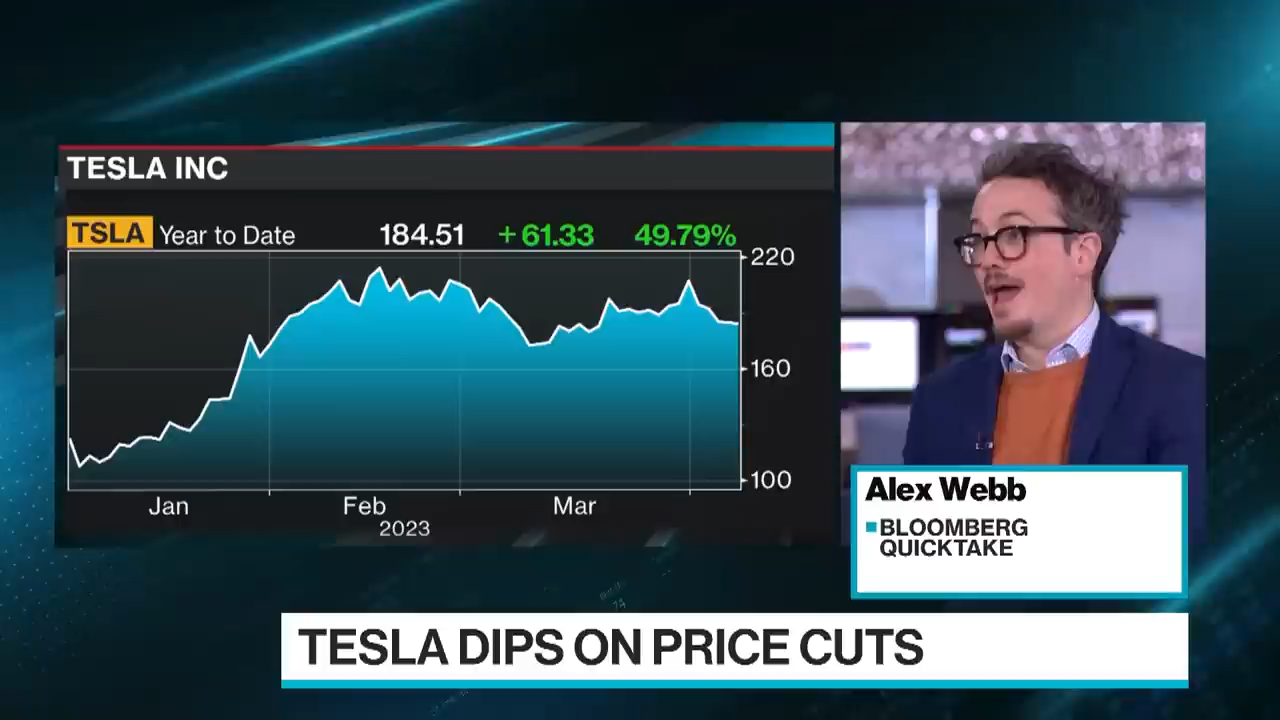 TESLA INC
TSLA Year to Date 184.51 +61.33 49.79%
220
160
100
Jan Feb Mar
2023
Alex Webb
BLOOMBERG
QUICKTAKE
TESLA DIPS ON PRICE CUTS